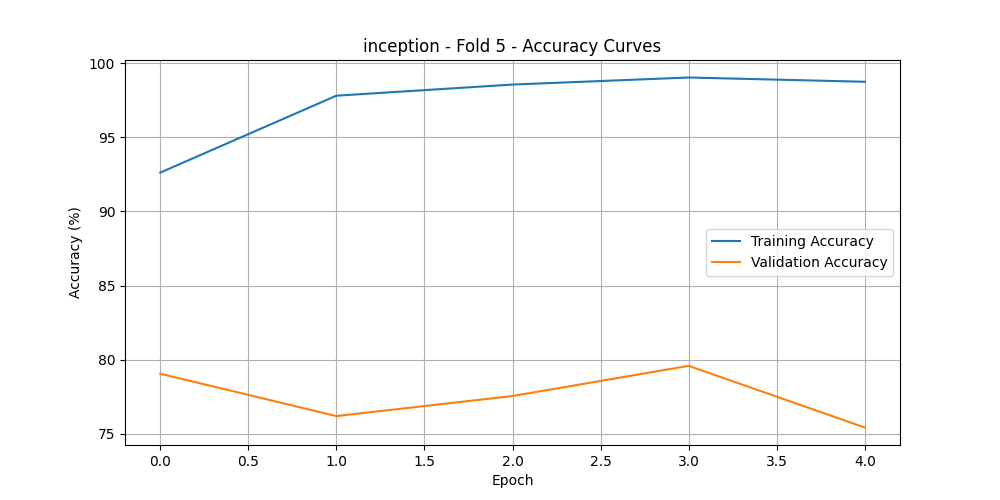 inception - Fold 5 - Accuracy Curves
100
95
90
85
80
75
Accuracy (%)
Training Accuracy
Validation Accuracy
0.0 0.5 1.0 1.5 2.0 2.5 3.0 3.5 4.0
Epoch